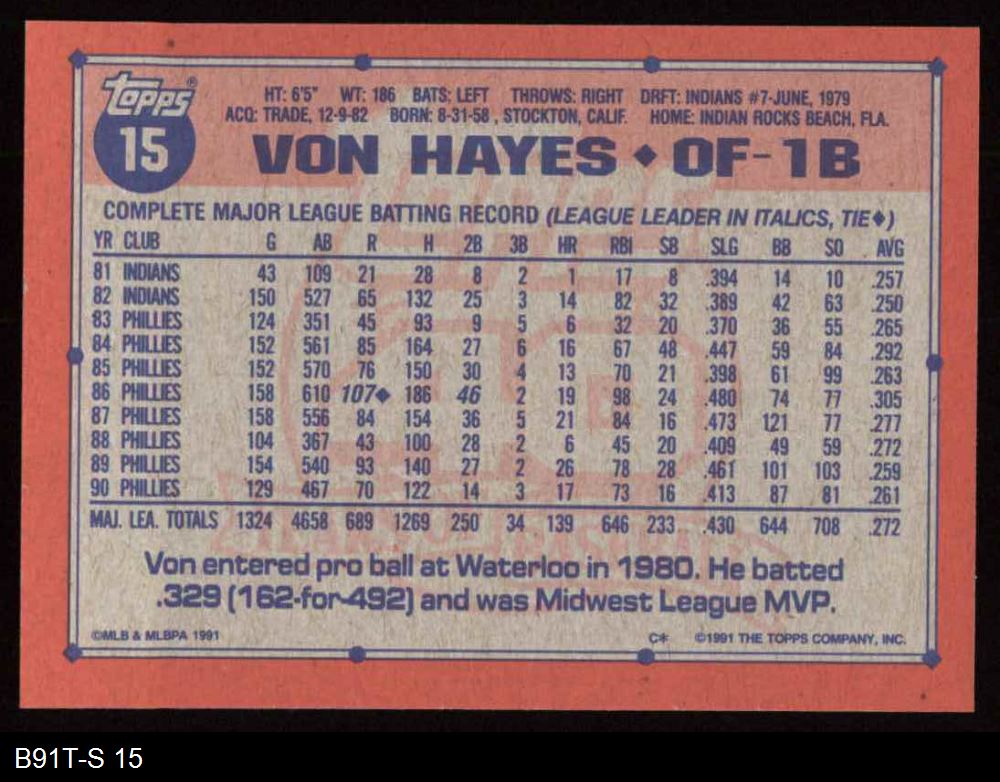 topps®
15
HT: 6'5" WT: 186 BATS: LEFT THROWS: RIGHT DRFT: INDIANS #7-JUNE, 1979
ACQ: TRADE, 12-9-82 BORN: 8-31-58, STOCKTON, CALIF. HOME: INDIAN ROCKS BEACH, FLA.
VON HAYES ♦ OF-1B
COMPLETE MAJOR LEAGUE BATTING RECORD (LEAGUE LEADER IN ITALICS, TIE♦)
YR CLUB G AB R H 2B 3B HR RBI SB SLG BB SO AVG
81 INDIANS 43 109 21 28 8 2 1 17 8 .394 14 10 .257
82 INDIANS 150 527 65 132 25 3 14 82 32 .389 42 63 .250
83 PHILLIES 124 351 45 93 9 5 6 32 20 .370 36 55 .265
84 PHILLIES 152 561 85 164 27 6 16 67 48 .447 59 84 .292
85 PHILLIES 152 570 76 150 30 4 13 70 21 .398 61 99 .263
86 PHILLIES 158 610 107♦ 186 46 2 19 98 24 .480 74 77 .305
87 PHILLIES 158 556 84 154 36 5 21 84 16 .473 121 77 .277
88 PHILLIES 104 367 43 100 28 2 6 45 20 .409 49 59 .272
89 PHILLIES 154 540 93 140 27 2 26 78 28 .461 101 103 .259
90 PHILLIES 129 467 70 122 14 3 17 73 16 .413 87 81 .261
MAJ. LEA. TOTALS 1324 4658 689 1269 250 34 139 646 233 .430 644 708 .272
Von entered pro ball at Waterloo in 1980. He batted
.329 (162-for-492) and was Midwest League MVP.
©MLB & MLBPA 1991 C* ©1991 THE TOPPS COMPANY, INC.
B91T-S 15